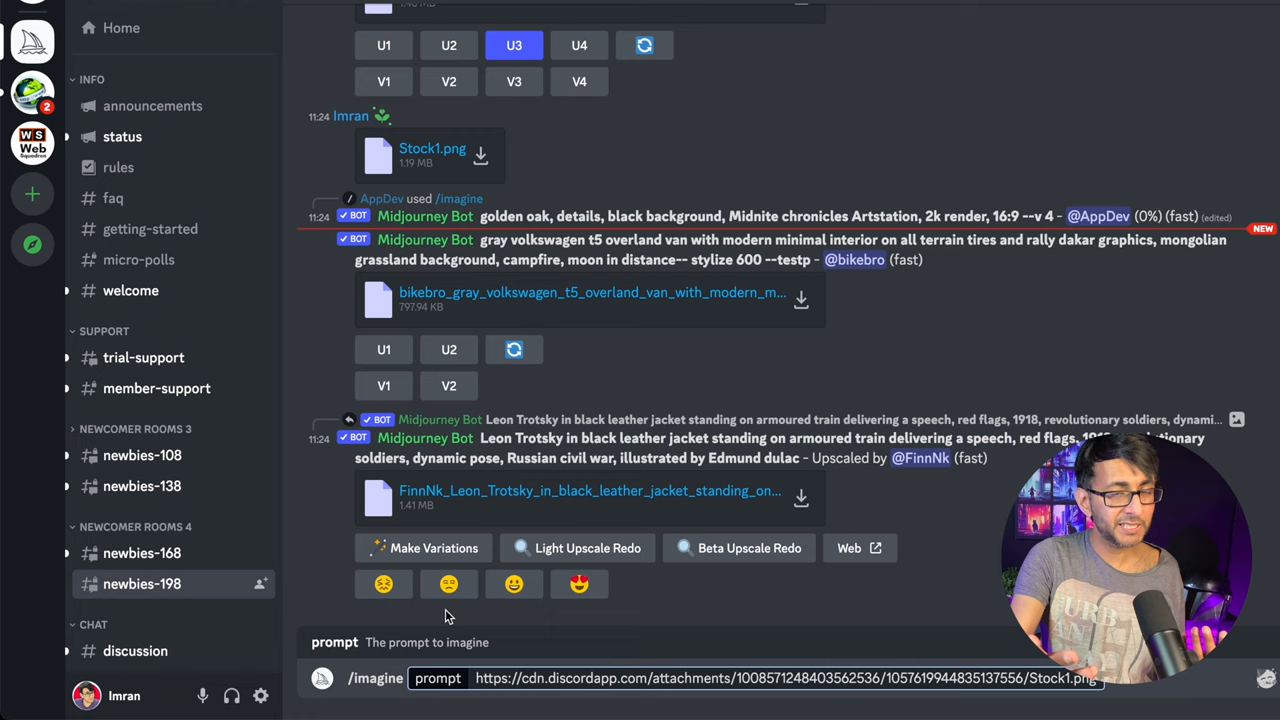 1.46 MB
Home
U1 U2 U3 U4
V1 V2 V3 V4
INFO
announcements
status
rules
faq
getting-started
micro-polls
welcome
SUPPORT
trial-support
member-support
NEWCOMER ROOMS 3
newbies-108
newbies-138
NEWCOMER ROOMS 4
newbies-168
newbies-198
CHAT
discussion
Imran
2
W S
Web
Squadron
11:24 Imran
Stock1.png
1.19 MB
/ AppDev used /imagine
11:24 BOT Midjourney Bot golden oak, details, black background, Midnite chronicles Artstation, 2k render, 16:9 --v 4 - @AppDev (0%) (fast) (edited)
NEW
BOT Midjourney Bot gray volkswagen t5 overland van with modern minimal interior on all terrain tires and rally dakar graphics, mongolian
grassland background, campfire, moon in distance-- stylize 600 --testp - @bikebro (fast)
bikebro_gray_volkswagen_t5_overland_van_with_modern_m...
797.94 KB
U1 U2
V1 V2
BOT Midjourney Bot Leon Trotsky in black leather jacket standing on armoured train delivering a speech, red flags, 1918, revolutionary soldiers, dynami...
11:24 BOT Midjourney Bot Leon Trotsky in black leather jacket standing on armoured train delivering a speech, red flags,
soldiers, dynamic pose, Russian civil war, illustrated by Edmund dulac - Upscaled by @FinnNk (fast)
FinnNk_Leon_Trotsky_in_black_leather_jacket_standing_on...
1.41 MB
Make Variations Light Upscale Redo Beta Upscale Redo Web
prompt The prompt to imagine
/imagine prompt https://cdn.discordapp.com/attachments/1008571248403562536/1057619944835137556/Stock1.png
URB
AN